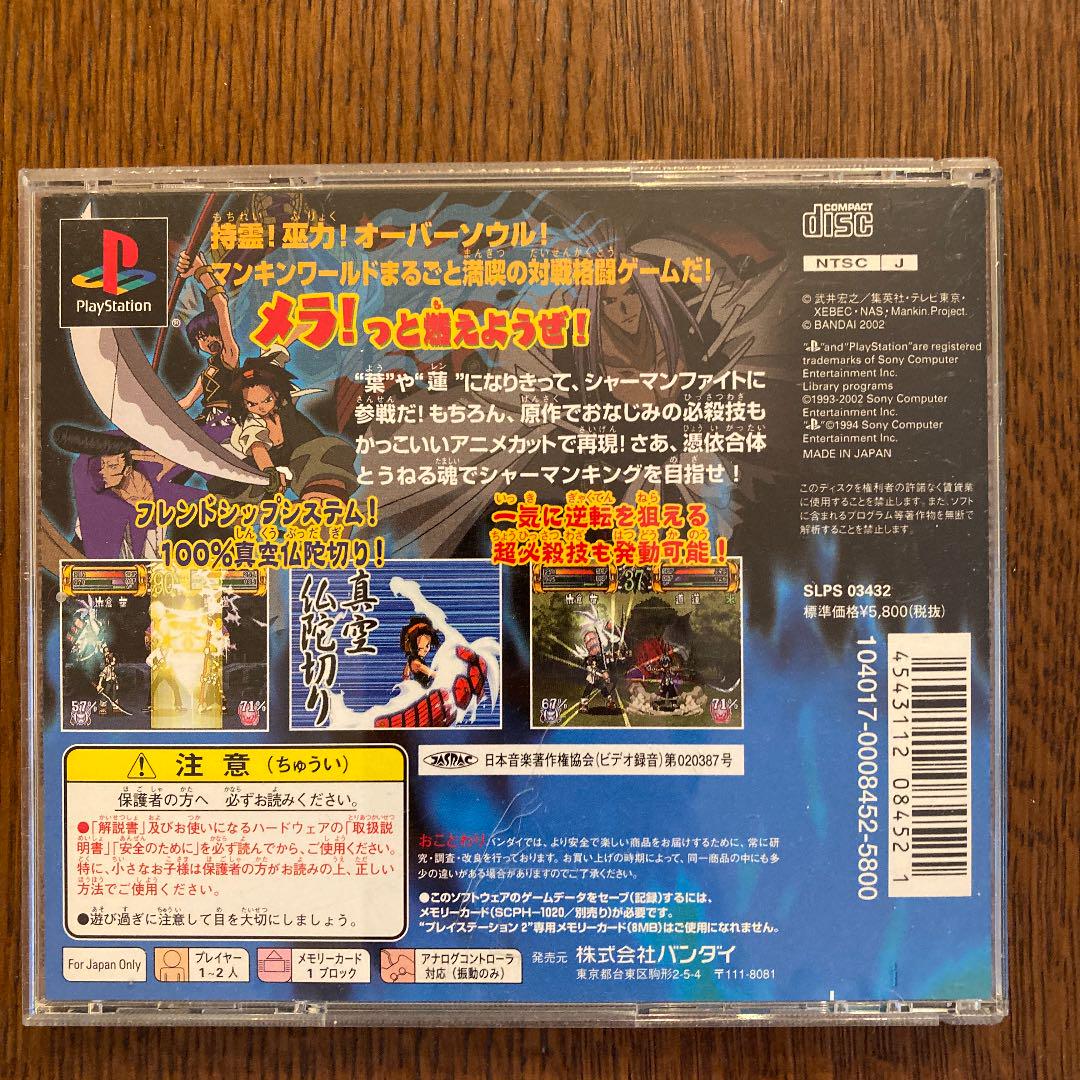 PlayStation
®
持霊！巫力！オーバーソウル！
マンキンワールドまるごと満喫の対戦格闘ゲームだ！
メラ！っと燃えようぜ！
“葉”や“蓮”になりきって、シャーマンファイトに
参戦だ！もちろん、原作でおなじみの必殺技も
かっこいいアニメカットで再現！さあ、憑依合体
とうねる魂でシャーマンキングを目指せ！
COMPACT
disc
NTSC J
© 武井宏之／集英社・テレビ東京・
XEBEC・NAS・Mankin.Project.
© BANDAI 2002
"PS"and"PlayStation"are registered
trademarks of Sony Computer
Entertainment Inc.
Library programs
©1993-2002 Sony Computer
Entertainment Inc.
"PS"©1994 Sony Computer
Entertainment Inc.
MADE IN JAPAN
このディスクを権利者の許諾なく賃貸業
に使用することを禁止します。また、ソフト
に含まれるプログラム等著作物を無断で
解析することを禁止します。
SLPS 03432
標準価格¥5,800(税抜)
フレンドシップシステム！
100%真空仏陀切り！
一気に逆転を狙える
超必殺技も発動可能！
57%
71%
真空
仏陀切り
37
67%
71%
4543112 08452 1
104017-0008452-5800
注意（ちゅうい）
保護者の方へ 必ずお読みください。
●「解説書」及びお使いになるハードウェアの「取扱説
明書」「安全のために」を必ず読んでから、ご使用ください。
特に、小さなお子様は保護者の方がお読みの上、正しい
方法でご使用ください。
●遊び過ぎに注意して目を大切にしましょう。
JASRAC 日本音楽著作権協会（ビデオ録音）第020387号
おことわり バンダイでは、より安全で楽しい商品をお届けするために、常に研
究・調査・改良を行っております。お買い上げの時期によって、同一商品の中にも多
少の違いがある場合がありますのでご了承ください。
●このソフトウェアのゲームデータをセーブ（記録）するには、
メモリーカード（SCPH-1020／別売り）が必要です。
“プレイステーション 2”専用メモリーカード（8MB）はご使用になれません。
For Japan Only
プレイヤー
1~2人
メモリーカード
1ブロック
アナログコントローラ
対応（振動のみ）
発売元 株式会社バンダイ
東京都台東区駒形2-5-4 〒111-8081